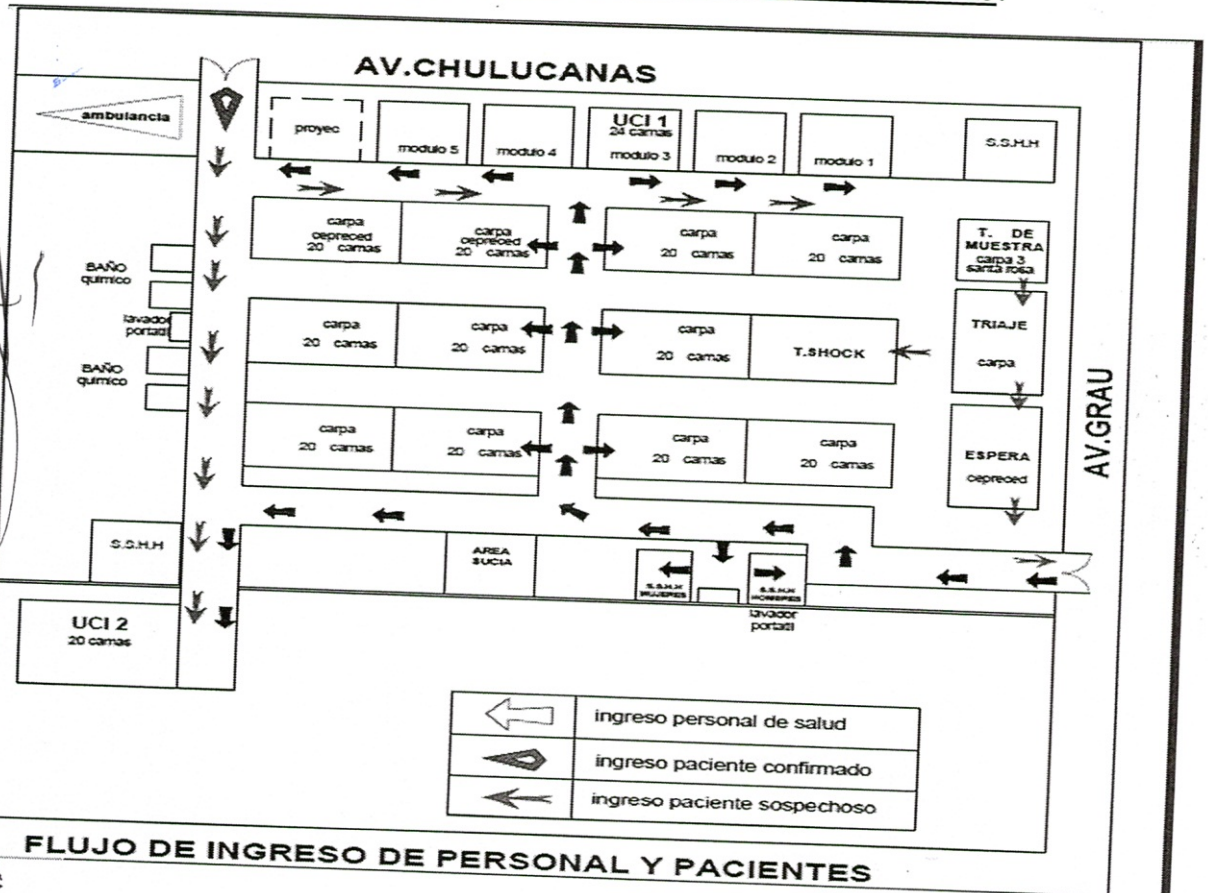 AV.CHULUCANAS
ambulancia
proyec
modulo 5
modulo 4
UCI 1
24 camas
modulo 3
modulo 2
modulo 1
S.S.H.H
carpa
cepreced
20 camas
carpa
cepreced
20 camas
carpa
20 camas
carpa
20 camas
T. DE
MUESTRA
carpa 3
santa rosa
BAÑO
quimico
lavador
portatil
BAÑO
quimico
carpa
20 camas
carpa
20 camas
carpa
20 camas
T.SHOCK
TRIAJE
carpa
AV.GRAU
carpa
20 camas
carpa
20 camas
carpa
20 camas
carpa
20 camas
ESPERA
cepreced
S.S.H.H
AREA
SUCIA
S.S.H.H
MUJERES
S.S.H.H
HOMBRES
lavador
portatil
UCI 2
20 camas
ingreso personal de salud
ingreso paciente confirmado
ingreso paciente sospechoso
FLUJO DE INGRESO DE PERSONAL Y PACIENTES